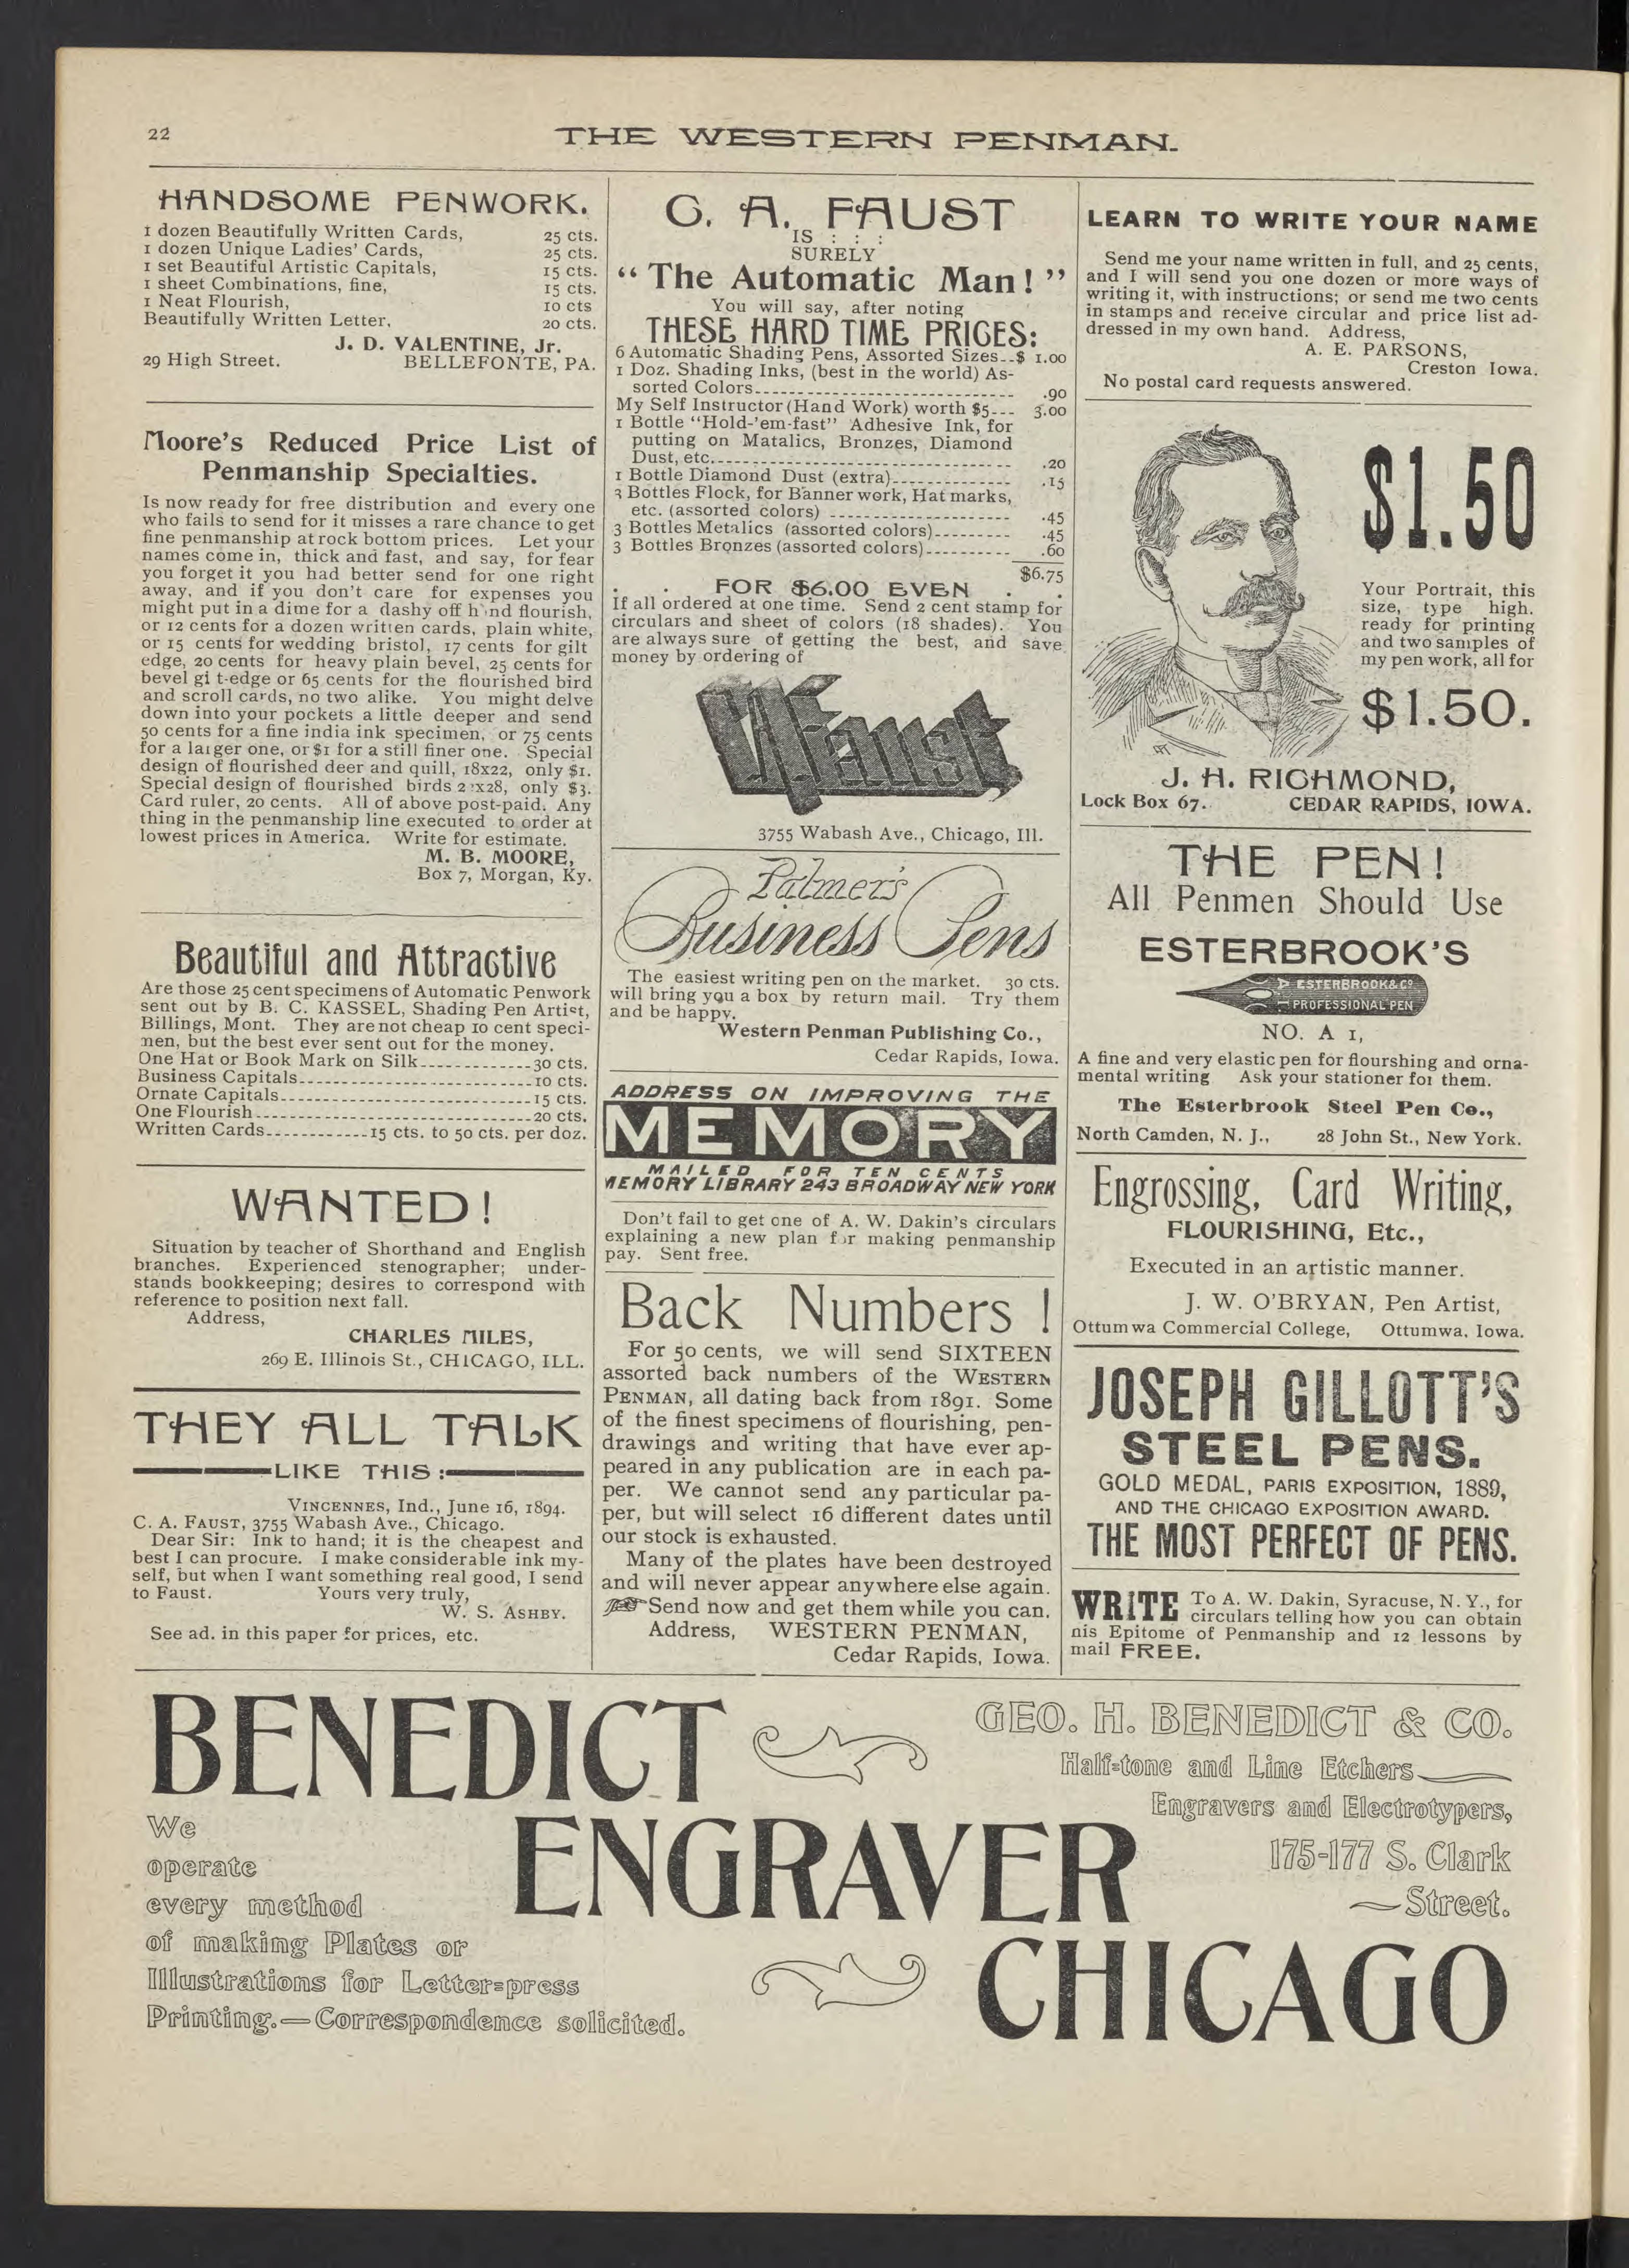 22
THE WESTERN PENMAN.
HANDSOME PENWORK.
1 dozen Beautifully Written Cards, 25 cts.
1 dozen Unique Ladies' Cards, 25 cts.
1 set Beautiful Artistic Capitals, 15 cts.
1 sheet Combinations, fine, 15 cts.
1 Neat Flourish, 10 cts
Beautifully Written Letter, 20 cts.
J. D. VALENTINE, Jr.
29 High Street. BELLEFONTE, PA.
Moore's Reduced Price List of
Penmanship Specialties.
Is now ready for free distribution and every one
who fails to send for it misses a rare chance to get
fine penmanship at rock bottom prices. Let your
names come in, thick and fast, and say, for fear
you forget it you had better send for one right
away, and if you don't care for expenses you
might put in a dime for a dashy off hand flourish,
or 12 cents for a dozen written cards, plain white,
or 15 cents for wedding bristol, 17 cents for gilt
edge, 20 cents for heavy plain bevel, 25 cents for
bevel gi t-edge or 65 cents for the flourished bird
and scroll cards, no two alike. You might delve
down into your pockets a little deeper and send
50 cents for a fine india ink specimen, or 75 cents
for a larger one, or $1 for a still finer one. Special
design of flourished deer and quill, 18x22, only $1.
Special design of flourished birds x28, only $3.
Card ruler, 20 cents. All of above post-paid. Any
thing in the penmanship line executed to order at
lowest prices in America. Write for estimate.
M. B. MOORE,
Box 7, Morgan, Ky.
Beautiful and Attractive
Are those 25 cent specimens of Automatic Penwork
sent out by B. C. KASSEL, Shading Pen Artist,
Billings, Mont. They are not cheap 10 cent speci-
men, but the best ever sent out for the money.
One Hat or Book Mark on Silk-------------30 cts.
Business Capitals---------------------------10 cts.
Ornate Capitals-----------------------------15 cts.
One Flourish--------------------------------20 cts.
Written Cards------------15 cts. to 50 cts. per doz.
WANTED!
Situation by teacher of Shorthand and English
branches. Experienced stenographer; under-
stands bookkeeping; desires to correspond with
reference to position next fall.
Address,
CHARLES MILES,
269 E. Illinois St., CHICAGO, ILL.
THEY ALL TALK
LIKE THIS:
VINCENNES, Ind., June 16, 1894.
C. A. FAUST, 3755 Wabash Ave., Chicago.
Dear Sir: Ink to hand; it is the cheapest and
best I can procure. I make considerable ink my-
self, but when I want something real good, I send
to Faust. Yours very truly,
W. S. ASHBY.
See ad. in this paper for prices, etc.
C. A. FAUST
IS : : :
SURELY
"The Automatic Man!"
You will say, after noting
THESE HARD TIME PRICES:
6 Automatic Shading Pens, Assorted Sizes--$ 1.00
1 Doz. Shading Inks, (best in the world) As-
sorted Colors------------------------------ .90
My Self Instructor (Hand Work) worth $5--- 3.00
1 Bottle "Hold-'em-fast" Adhesive Ink, for
putting on Matalics, Bronzes, Diamond
Dust, etc.-------------------------------- .20
1 Bottle Diamond Dust (extra)-------------- .15
3 Bottles Flock, for Banner work, Hat marks,
etc. (assorted colors) --------------------- .45
3 Bottles Metalics (assorted colors)--------- .45
3 Bottles Bronzes (assorted colors)---------- .60
$6.75
. . FOR $6.00 EVEN . .
If all ordered at one time. Send 2 cent stamp for
circulars and sheet of colors (18 shades). You
are always sure of getting the best, and save
money by ordering of
Faust
3755 Wabash Ave., Chicago, Ill.
Palmer's
Business Pens
The easiest writing pen on the market. 30 cts.
will bring you a box by return mail. Try them
and be happy.
Western Penman Publishing Co.,
Cedar Rapids, Iowa.
ADDRESS ON IMPROVING THE
MEMORY
MAILED FOR TEN CENTS
MEMORY LIBRARY 243 BROADWAY NEW YORK
Don't fail to get one of A. W. Dakin's circulars
explaining a new plan for making penmanship
pay. Sent free.
Back Numbers!
For 50 cents, we will send SIXTEEN
assorted back numbers of the WESTERN
PENMAN, all dating back from 1891. Some
of the finest specimens of flourishing, pen-
drawings and writing that have ever ap-
peared in any publication are in each pa-
per. We cannot send any particular pa-
per, but will select 16 different dates until
our stock is exhausted.
Many of the plates have been destroyed
and will never appear anywhere else again.
☞Send now and get them while you can.
Address, WESTERN PENMAN,
Cedar Rapids, Iowa.
LEARN TO WRITE YOUR NAME
Send me your name written in full, and 25 cents,
and I will send you one dozen or more ways of
writing it, with instructions; or send me two cents
in stamps and receive circular and price list ad-
dressed in my own hand. Address,
A. E. PARSONS,
Creston Iowa.
No postal card requests answered.
$1.50
Your Portrait, this
size, type high.
ready for printing
and two samples of
my pen work, all for
$1.50.
J. H. RICHMOND,
Lock Box 67. CEDAR RAPIDS, IOWA.
THE PEN!
All Penmen Should Use
ESTERBROOK'S
ESTERBROOK & CO
A 1 PROFESSIONAL PEN
NO. A 1,
A fine and very elastic pen for flourshing and orna-
mental writing Ask your stationer for them.
The Esterbrook Steel Pen Co.,
North Camden, N. J., 28 John St., New York.
Engrossing, Card Writing,
FLOURISHING, Etc.,
Executed in an artistic manner.
J. W. O'BRYAN, Pen Artist,
Ottumwa Commercial College, Ottumwa, Iowa.
JOSEPH GILLOTT'S
STEEL PENS.
GOLD MEDAL, PARIS EXPOSITION, 1889,
AND THE CHICAGO EXPOSITION AWARD.
THE MOST PERFECT OF PENS.
WRITE To A. W. Dakin, Syracuse, N. Y., for
circulars telling how you can obtain
his Epitome of Penmanship and 12 lessons by
mail FREE.
BENEDICT
ENGRAVER
CHICAGO
GEO. H. BENEDICT & CO.
Half=tone and Line Etchers
Engravers and Electrotypers,
175-177 S. Clark
Street.
We
operate
every method
of making Plates or
Illustrations for Letter=press
Printing.—Correspondence solicited.